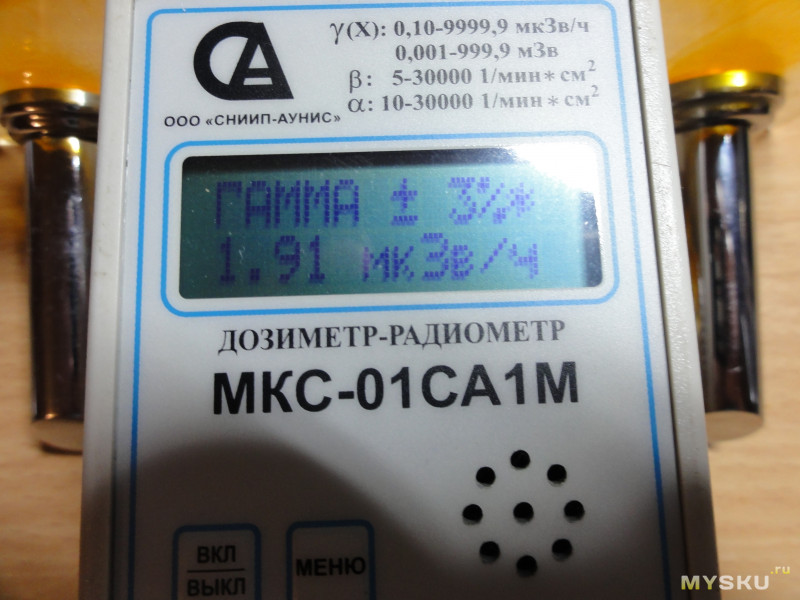 γ(X): 0,10-9999,9 мкЗв/ч
0,001-999,9 мЗв
β: 5-30000 1/мин*см²
α: 10-30000 1/мин*см²
ООО «СНИИП-АУНИС»
ГАММА ± 3%*
1.91 мкЗв/ч
ДОЗИМЕТР-РАДИОМЕТР
МКС-01СА1М
ВКЛ
ВЫКЛ
МЕНЮ
MYSKU.ru